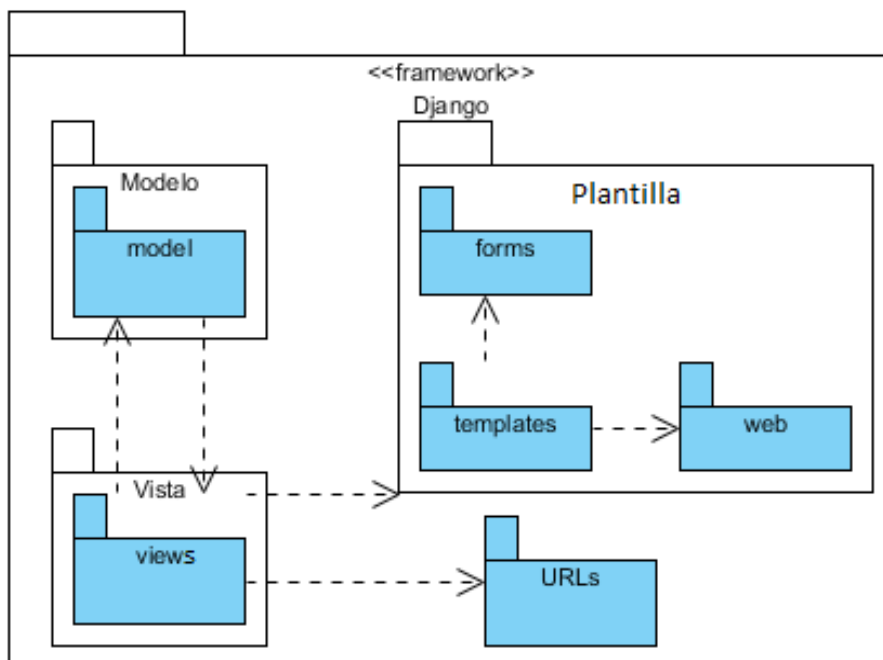 <<framework>>
Django
Modelo
model
Plantilla
forms
templates
web
Vista
views
URLs